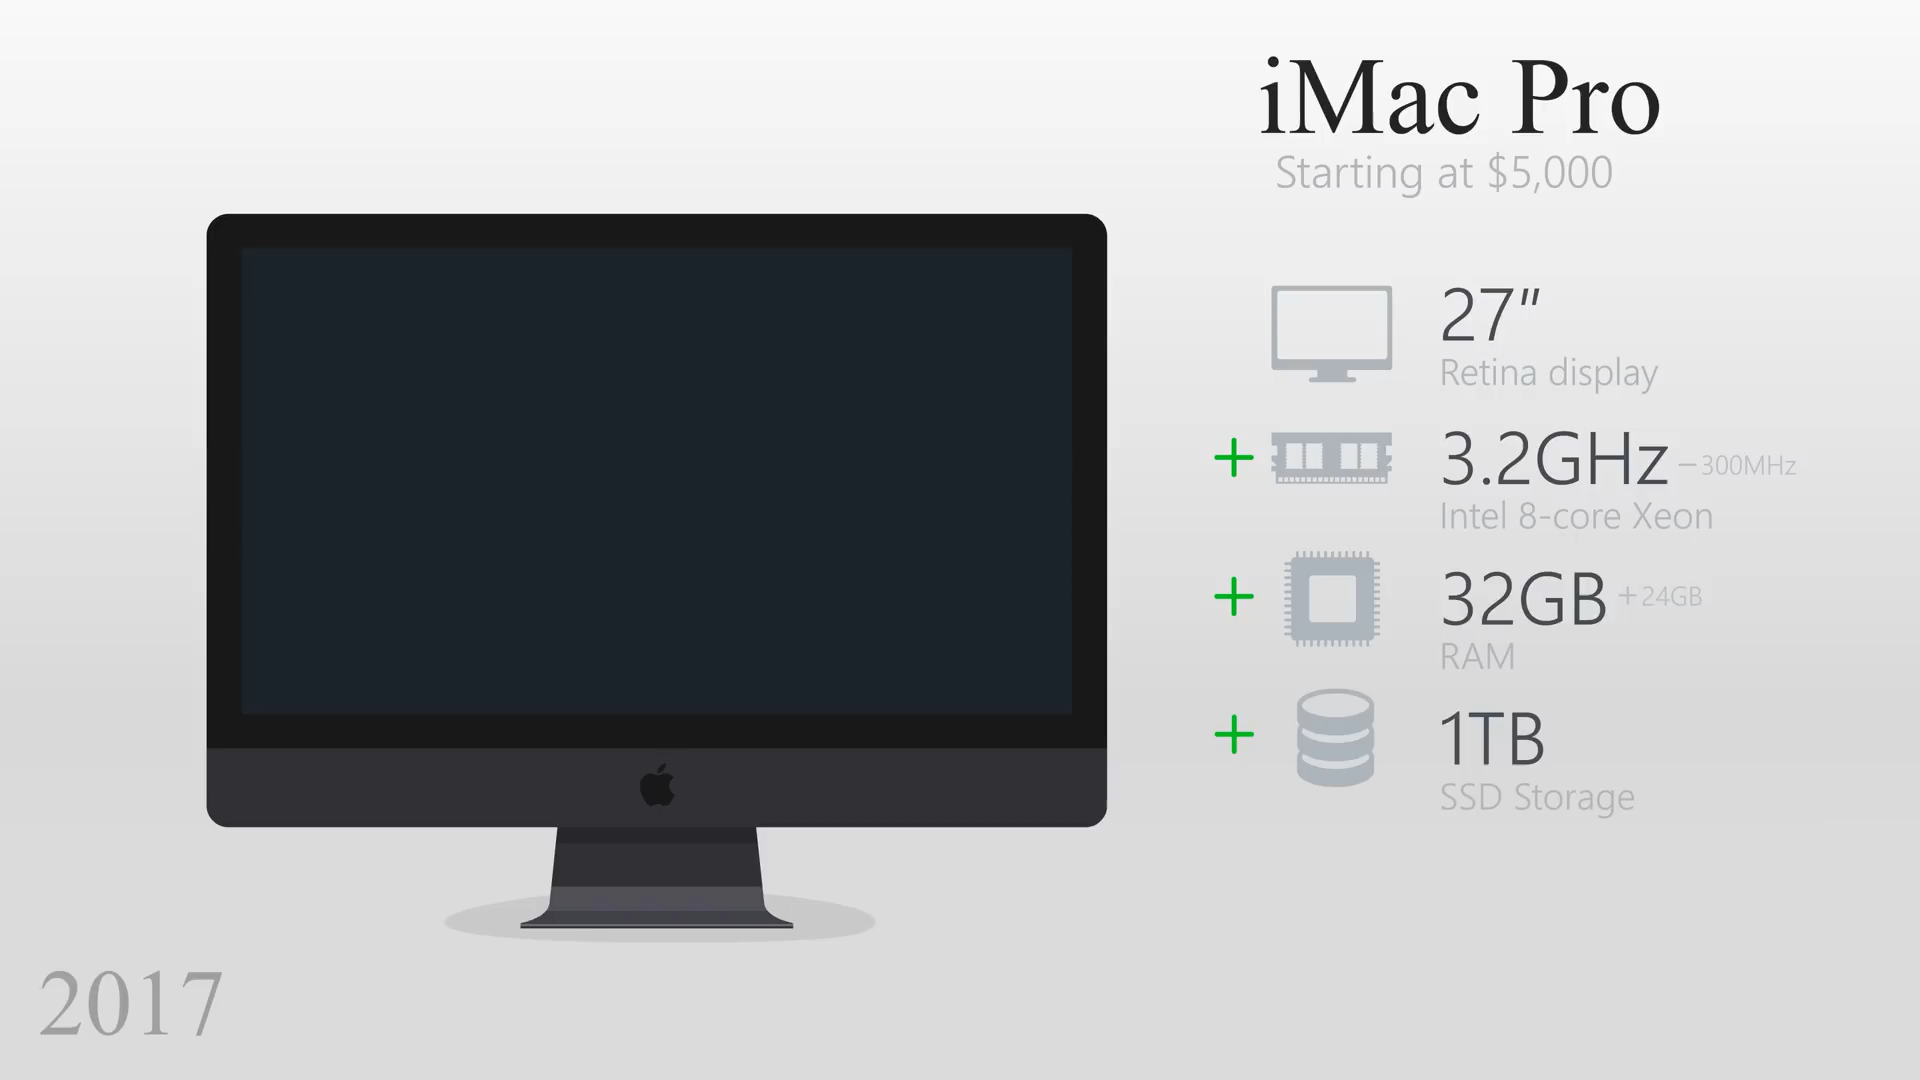 iMac Pro
Starting at $5,000
27″
Retina display
3.2GHz −300MHz
Intel 8-core Xeon
32GB +24GB
RAM
1TB
SSD Storage
2017